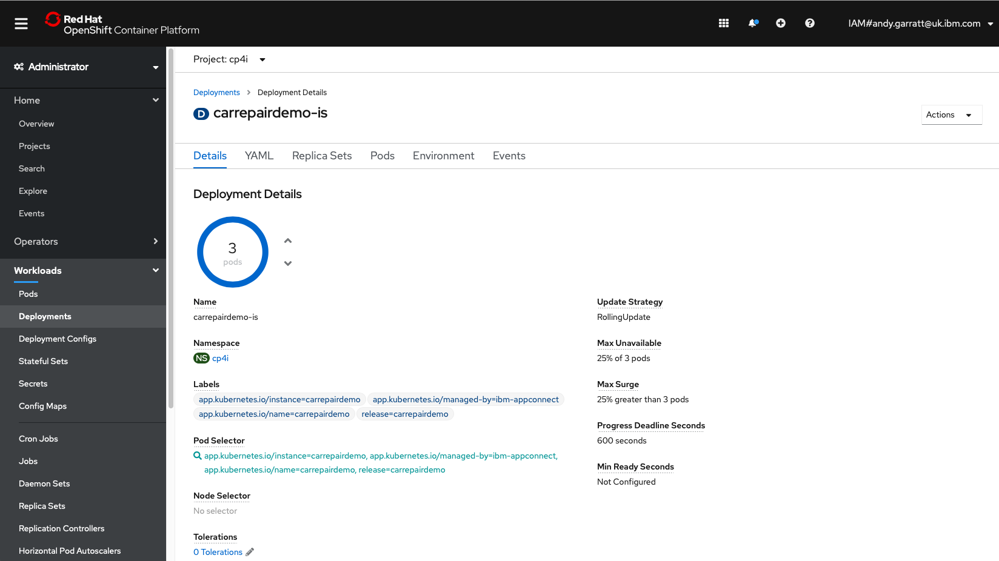 Red Hat
OpenShift Container Platform
IAM#andy.garratt@uk.ibm.com
Administrator
Home
Overview
Projects
Search
Explore
Events
Operators
Workloads
Pods
Deployments
Deployment Configs
Stateful Sets
Secrets
Config Maps
Cron Jobs
Jobs
Daemon Sets
Replica Sets
Replication Controllers
Horizontal Pod Autoscalers
Project: cp4i
Deployments > Deployment Details
D carrepairdemo-is
Actions
Details YAML Replica Sets Pods Environment Events
Deployment Details
3
pods
Name
carrepairdemo-is
Namespace
NS cp4i
Labels
app.kubernetes.io/instance=carrepairdemo app.kubernetes.io/managed-by=ibm-appconnect
app.kubernetes.io/name=carrepairdemo release=carrepairdemo
Pod Selector
app.kubernetes.io/instance=carrepairdemo, app.kubernetes.io/managed-by=ibm-appconnect,
app.kubernetes.io/name=carrepairdemo, release=carrepairdemo
Node Selector
No selector
Tolerations
0 Tolerations
Update Strategy
RollingUpdate
Max Unavailable
25% of 3 pods
Max Surge
25% greater than 3 pods
Progress Deadline Seconds
600 seconds
Min Ready Seconds
Not Configured